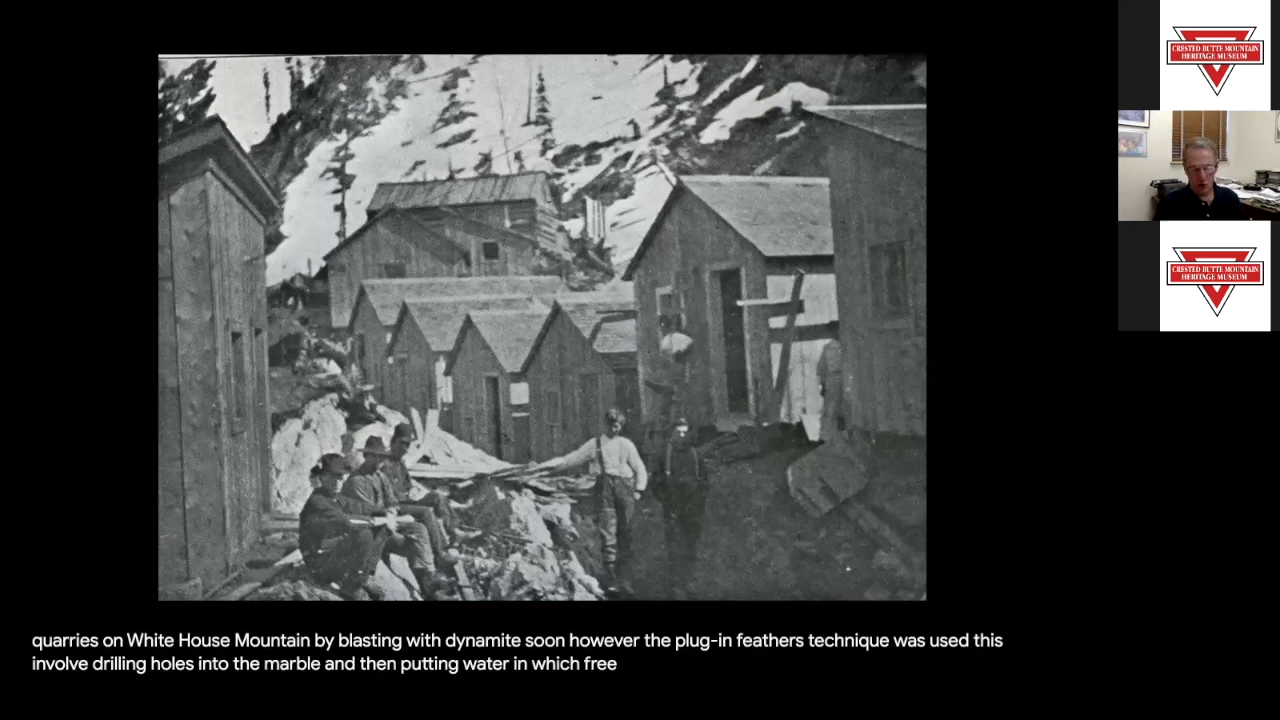 CRESTED BUTTE MOUNTAIN
HERITAGE MUSEUM
CRESTED BUTTE MOUNTAIN
HERITAGE MUSEUM
quarries on White House Mountain by blasting with dynamite soon however the plug-in feathers technique was used this
involve drilling holes into the marble and then putting water in which free